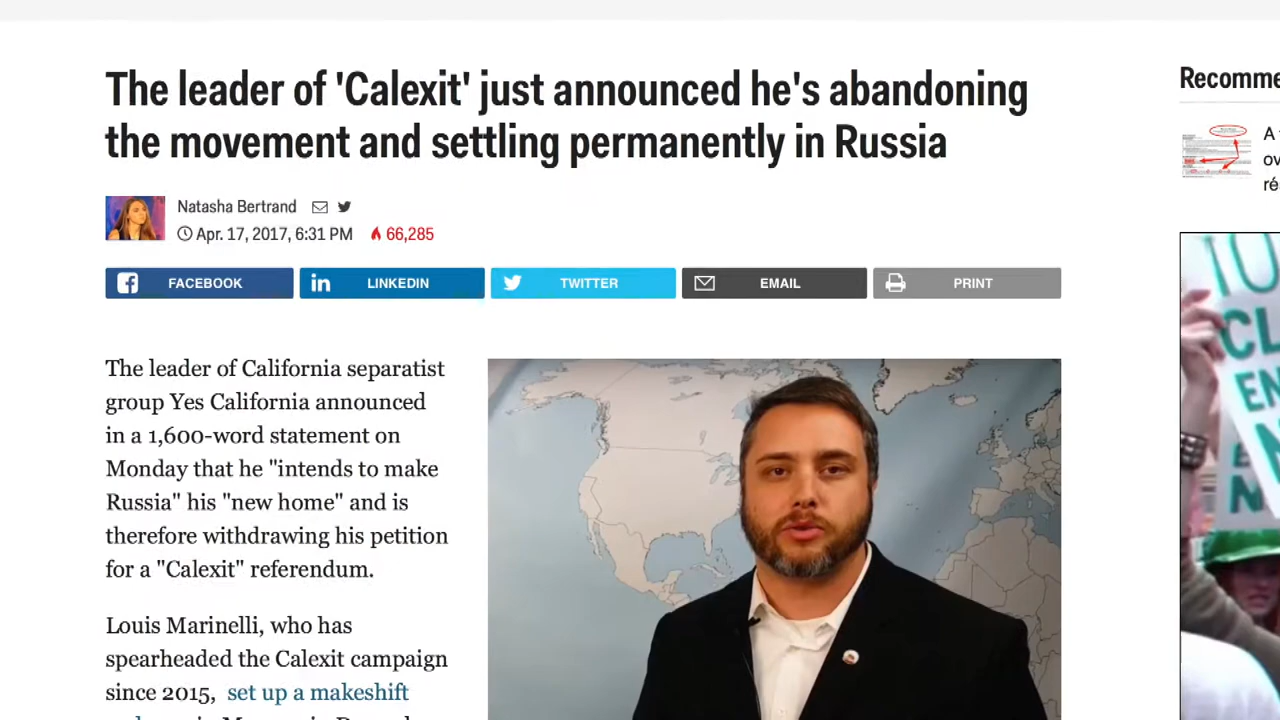 The leader of 'Calexit' just announced he's abandoning
the movement and settling permanently in Russia
Natasha Bertrand
Apr. 17, 2017, 6:31 PM 66,285
FACEBOOK LINKEDIN TWITTER EMAIL PRINT
The leader of California separatist
group Yes California announced
in a 1,600-word statement on
Monday that he "intends to make
Russia" his "new home" and is
therefore withdrawing his petition
for a "Calexit" referendum.
Louis Marinelli, who has
spearheaded the Calexit campaign
since 2015, set up a makeshift
Recomme
A
ov
ré
CL
EN